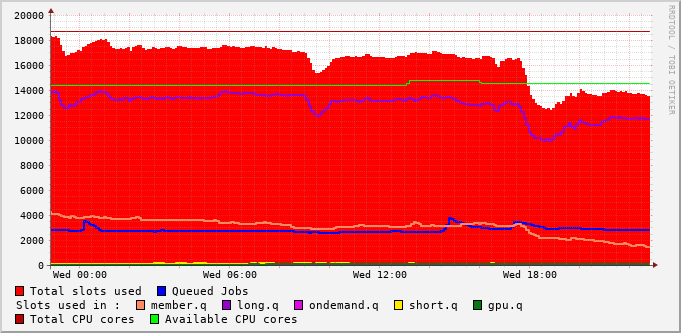 20000
18000
16000
14000
12000
10000
8000
6000
4000
2000
0
Wed 00:00 Wed 06:00 Wed 12:00 Wed 18:00
Total slots used Queued Jobs
Slots used in : member.q long.q ondemand.q short.q gpu.q
Total CPU cores Available CPU cores
RRDTOOL / TOBI OETIKER